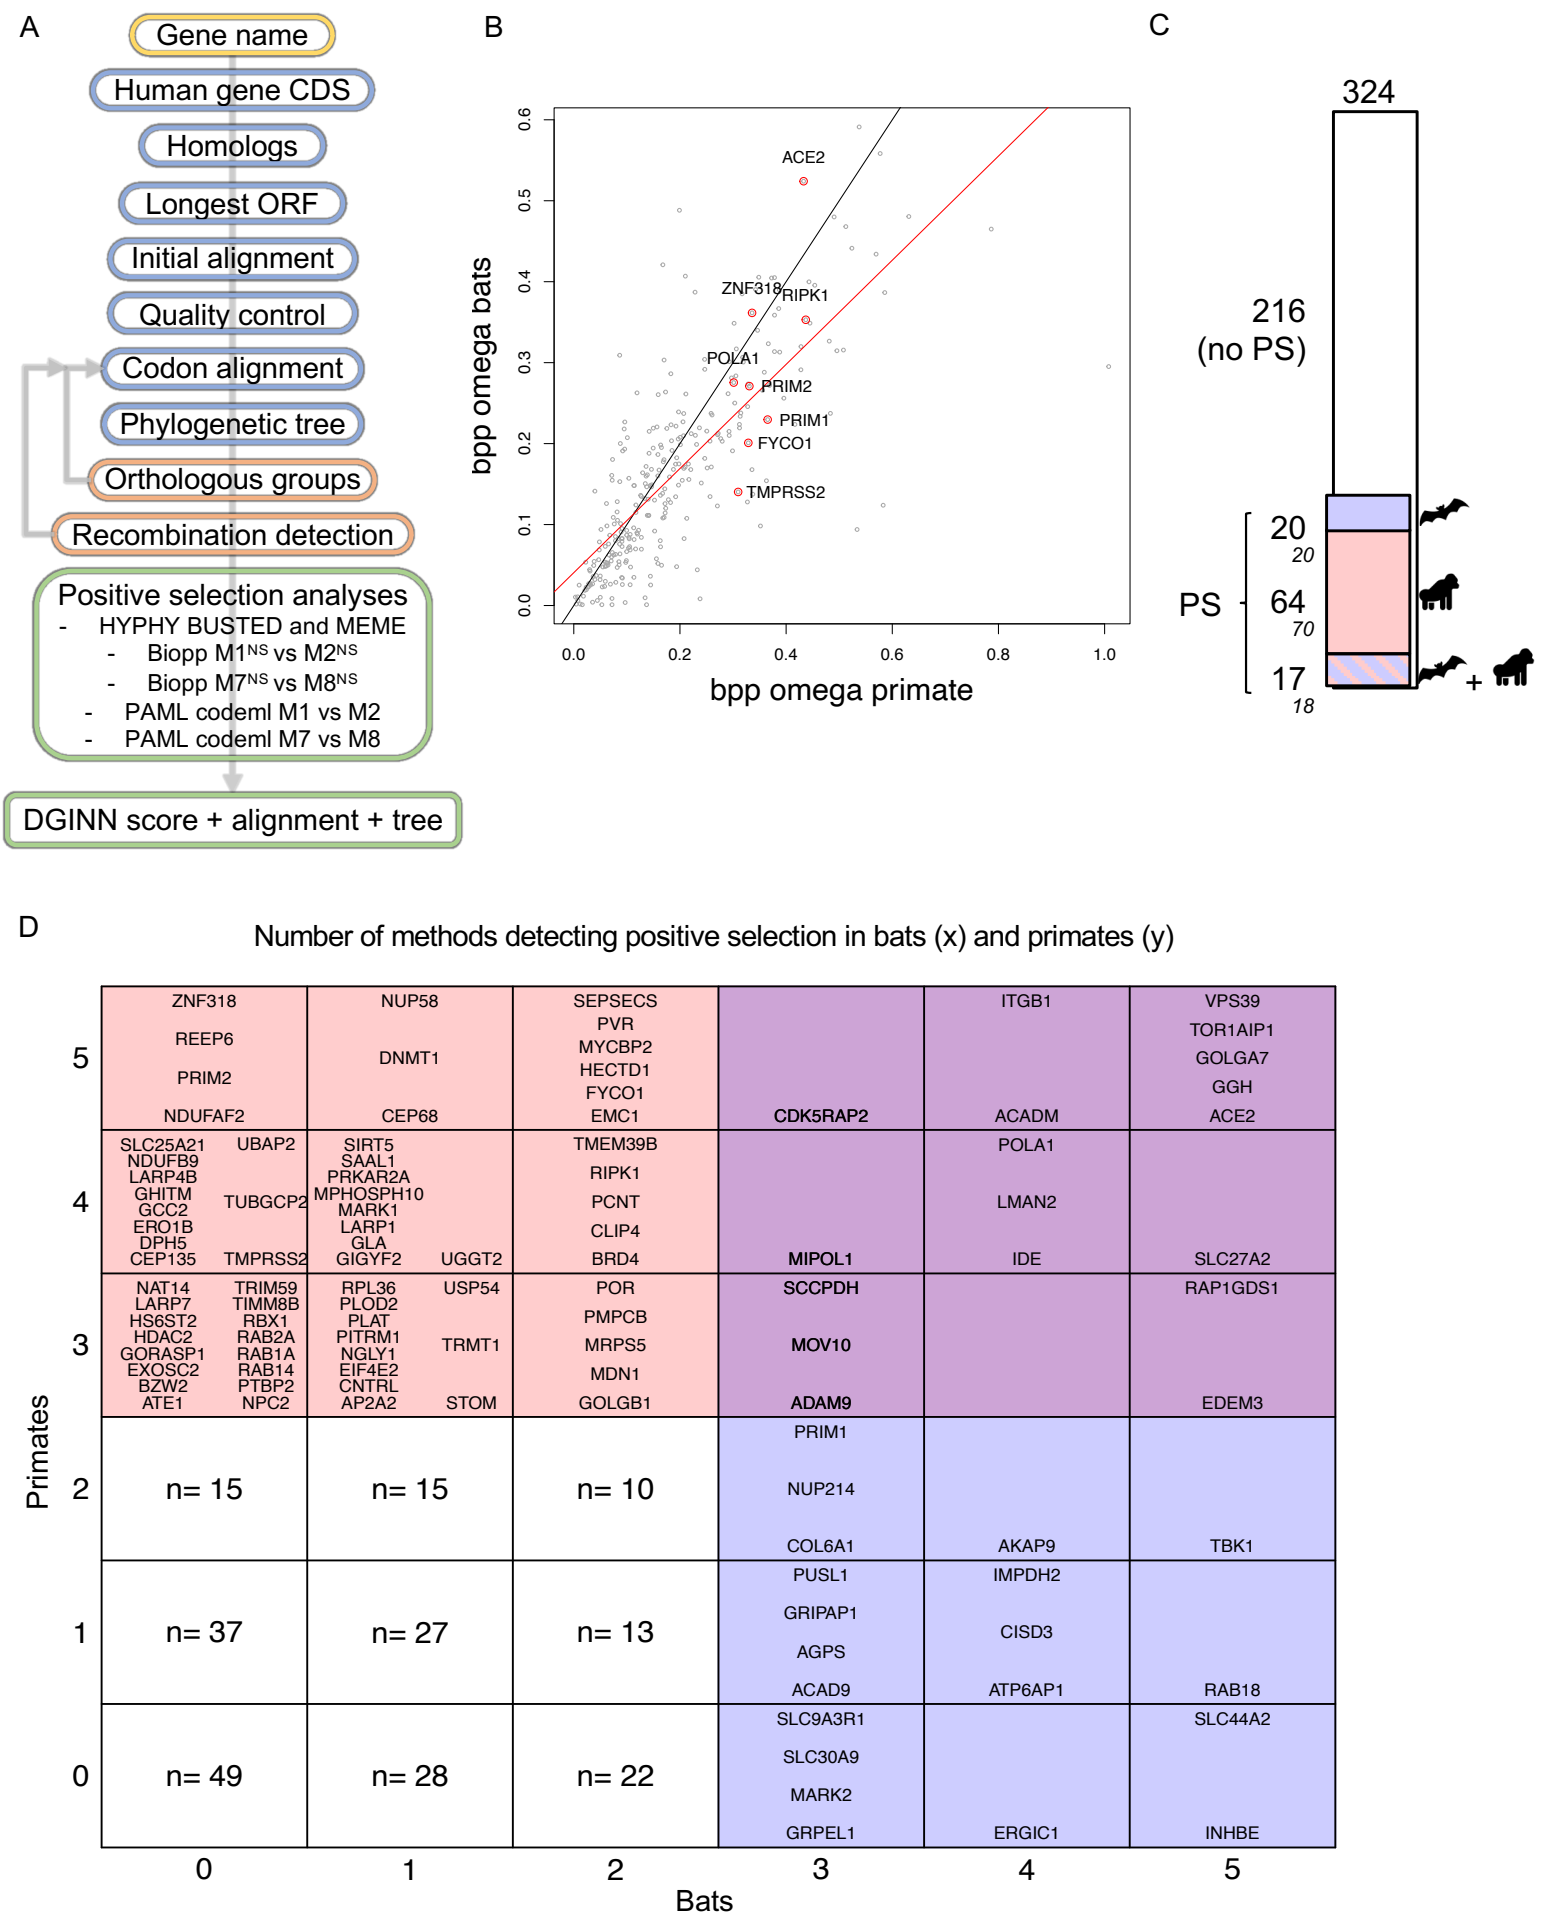 A
Gene name
Human gene CDS
Homologs
Longest ORF
Initial alignment
Quality control
Codon alignment
Phylogenetic tree
Orthologous groups
Recombination detection
Positive selection analyses
- HYPHY BUSTED and MEME
- Biopp M1NS vs M2NS
- Biopp M7NS vs M8NS
- PAML codeml M1 vs M2
- PAML codeml M7 vs M8
DGINN score + alignment + tree
B
bpp omega bats
0.6
0.5
0.4
0.3
0.2
0.1
0.0
ACE2
ZNF318
RIPK1
POLA1
PRIM2
PRIM1
FYCO1
TMPRSS2
0.0 0.2 0.4 0.6 0.8 1.0
bpp omega primate
C
324
216
(no PS)
PS
20
20
64
70
17
18
+
D
Number of methods detecting positive selection in bats (x) and primates (y)
Primates
5
ZNF318
REEP6
PRIM2
NDUFAF2
NUP58
DNMT1
CEP68
SEPSECS
PVR
MYCBP2
HECTD1
FYCO1
EMC1
CDK5RAP2
ITGB1
ACADM
VPS39
TOR1AIP1
GOLGA7
GGH
ACE2
4
SLC25A21
NDUFB9
LARP4B
GHITM
GCC2
ERO1B
DPH5
CEP135
UBAP2
TUBGCP2
TMPRSS2
SIRT5
SAAL1
PRKAR2A
MPHOSPH10
MARK1
LARP1
GLA
GIGYF2
UGGT2
TMEM39B
RIPK1
PCNT
CLIP4
BRD4
MIPOL1
POLA1
LMAN2
IDE
SLC27A2
3
NAT14
LARP7
HS6ST2
HDAC2
GORASP1
EXOSC2
BZW2
ATE1
TRIM59
TIMM8B
RBX1
RAB2A
RAB1A
RAB14
PTBP2
NPC2
RPL36
PLOD2
PLAT
PITRM1
NGLY1
EIF4E2
CNTRL
AP2A2
USP54
TRMT1
STOM
POR
PMPCB
MRPS5
MDN1
GOLGB1
SCCPDH
MOV10
ADAM9
RAP1GDS1
EDEM3
2
n= 15
n= 15
n= 10
PRIM1
NUP214
COL6A1
AKAP9
TBK1
1
n= 37
n= 27
n= 13
PUSL1
GRIPAP1
AGPS
ACAD9
IMPDH2
CISD3
ATP6AP1
RAB18
0
n= 49
n= 28
n= 22
SLC9A3R1
SLC30A9
MARK2
GRPEL1
ERGIC1
SLC44A2
INHBE
0 1 2 3 4 5
Bats